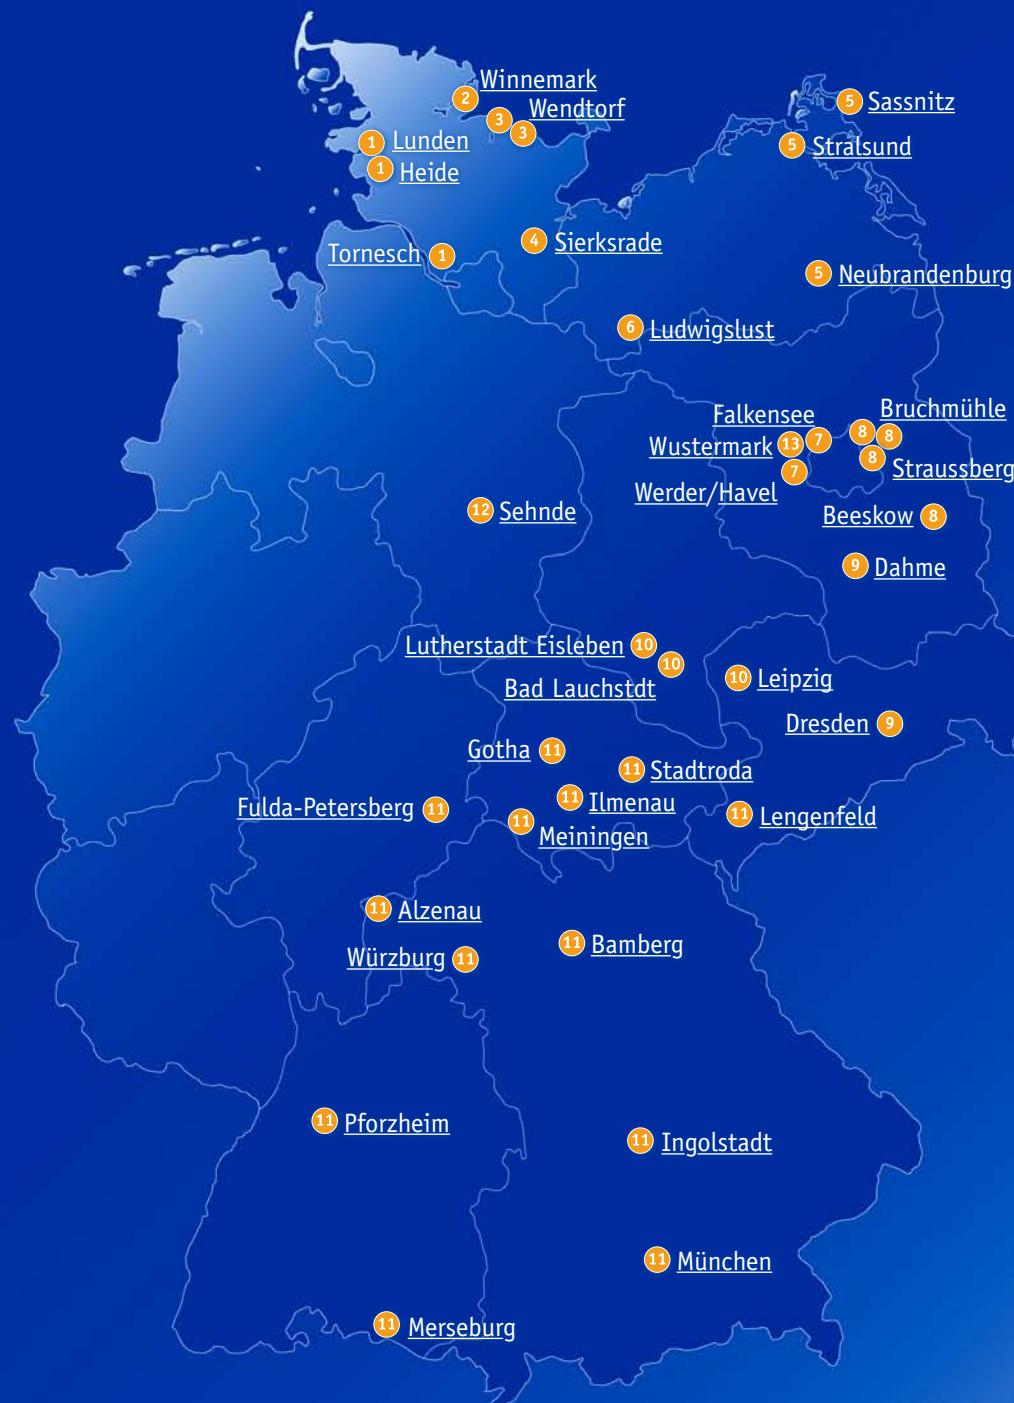 Winnemark
2
Wendtorf
3
3
5 Sassnitz
1 Lunden
5 Stralsund
1 Heide
4 Sierksrade
Tornesch 1
5 Neubrandenburg
6 Ludwigslust
Bruchmühle
Falkensee
8 8
Wustermark 13 7
8 Straussberg
7
Werder/Havel
12 Sehnde
Beeskow 8
9 Dahme
Lutherstadt Eisleben 10
10
Bad Lauchstdt
10 Leipzig
Dresden 9
Gotha 11
11 Stadtroda
11 Ilmenau
Fulda-Petersberg 11
11 Lengenfeld
11
Meiningen
11 Alzenau
11 Bamberg
Würzburg 11
11 Pforzheim
11 Ingolstadt
11 München
11 Merseburg